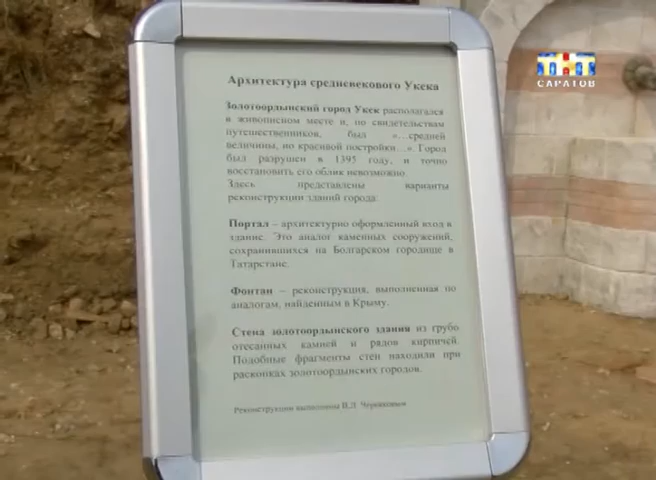 Архитектура средневекового Укека
Золотоордынский город Укек располагался
в живописном месте и, по свидетельствам
путешественников, был «…средней
величины, но красивой постройки…». Город
был разрушен в 1395 году, и точно
восстановить его облик невозможно.
Здесь представлены варианты
реконструкции зданий города:
Портал – архитектурно оформленный вход в
здание. Это аналог каменных сооружений,
сохранившихся на Болгарском городище в
Татарстане.
Фонтан – реконструкция, выполненная по
аналогам, найденным в Крыму.
Стена золотоордынского здания из грубо
отесанных камней и рядов кирпичей.
Подобные фрагменты стен находили при
раскопках золотоордынских городов.
Реконструкции выполнены
ТНТ
САРАТОВ